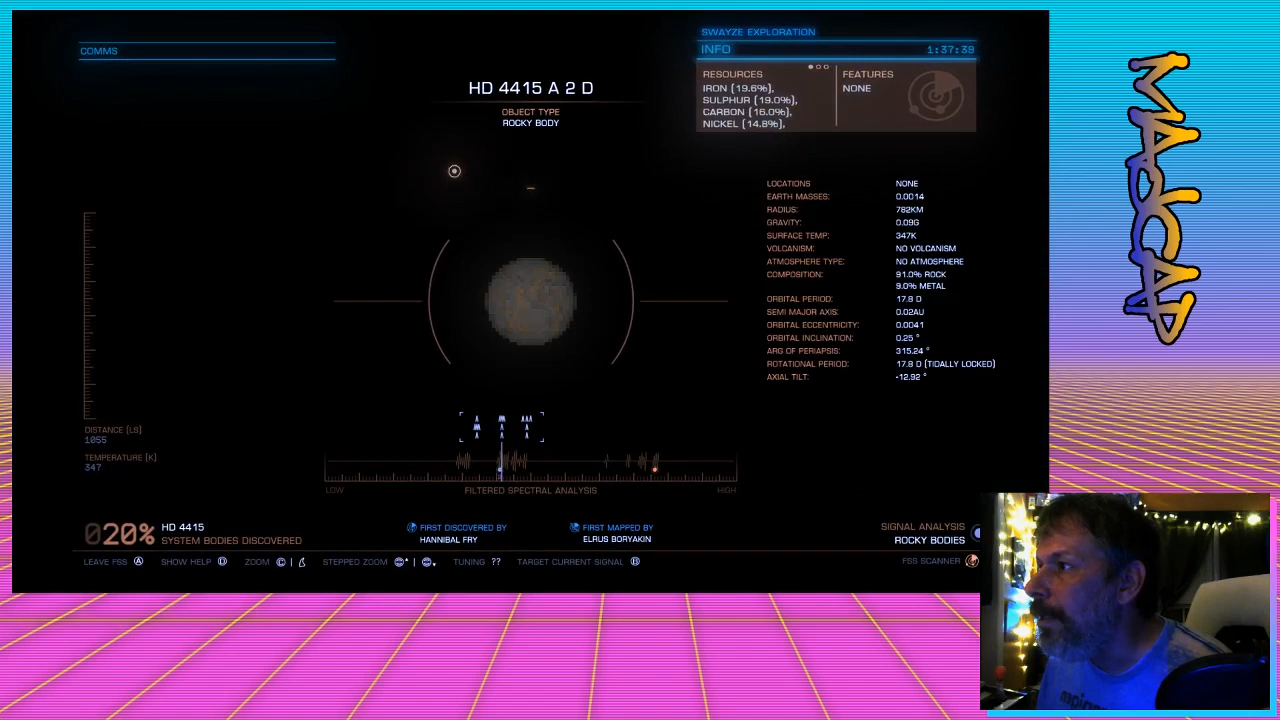 COMMS
SWAYZE EXPLORATION
INFO 1:37:39
RESOURCES
IRON (19.6%),
SULPHUR (19.0%),
CARBON (16.0%),
NICKEL (14.8%),
FEATURES
NONE
HD 4415 A 2 D
OBJECT TYPE
ROCKY BODY
LOCATIONS NONE
EARTH MASSES: 0.0014
RADIUS: 782KM
GRAVITY: 0.09G
SURFACE TEMP: 347K
VOLCANISM: NO VOLCANISM
ATMOSPHERE TYPE: NO ATMOSPHERE
COMPOSITION: 91.0% ROCK
9.0% METAL
ORBITAL PERIOD: 17.8 D
SEMI MAJOR AXIS: 0.02AU
ORBITAL ECCENTRICITY: 0.0041
ORBITAL INCLINATION: 0.25 °
ARG OF PERIAPSIS: 315.24 °
ROTATIONAL PERIOD: 17.8 D (TIDALLY LOCKED)
AXIAL TILT: -12.92 °
DISTANCE [LS]
1055
TEMPERATURE [K]
347
LOW FILTERED SPECTRAL ANALYSIS HIGH
020% HD 4415
SYSTEM BODIES DISCOVERED
FIRST DISCOVERED BY
HANNIBAL FRY
FIRST MAPPED BY
ELRUS BORYAKIN
SIGNAL ANALYSIS
ROCKY BODIES
LEAVE FSS A SHOW HELP D ZOOM C | STEPPED ZOOM | TUNING ?? TARGET CURRENT SIGNAL B
FSS SCANNER
MADCAP